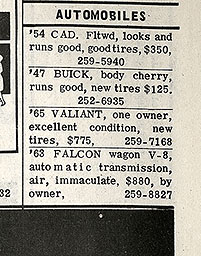 AUTOMOBILES
'54 CAD. Fltwd, looks and
runs good, good tires, $350,
259-5940
'47 BUICK, body cherry,
runs good, new tires $125.
252-6935
'65 VALIANT, one owner,
excellent condition, new
tires, $775, 259-7168
'63 FALCON wagon V-8,
automatic transmission,
air, immaculate, $880, by
owner, 259-8827
32